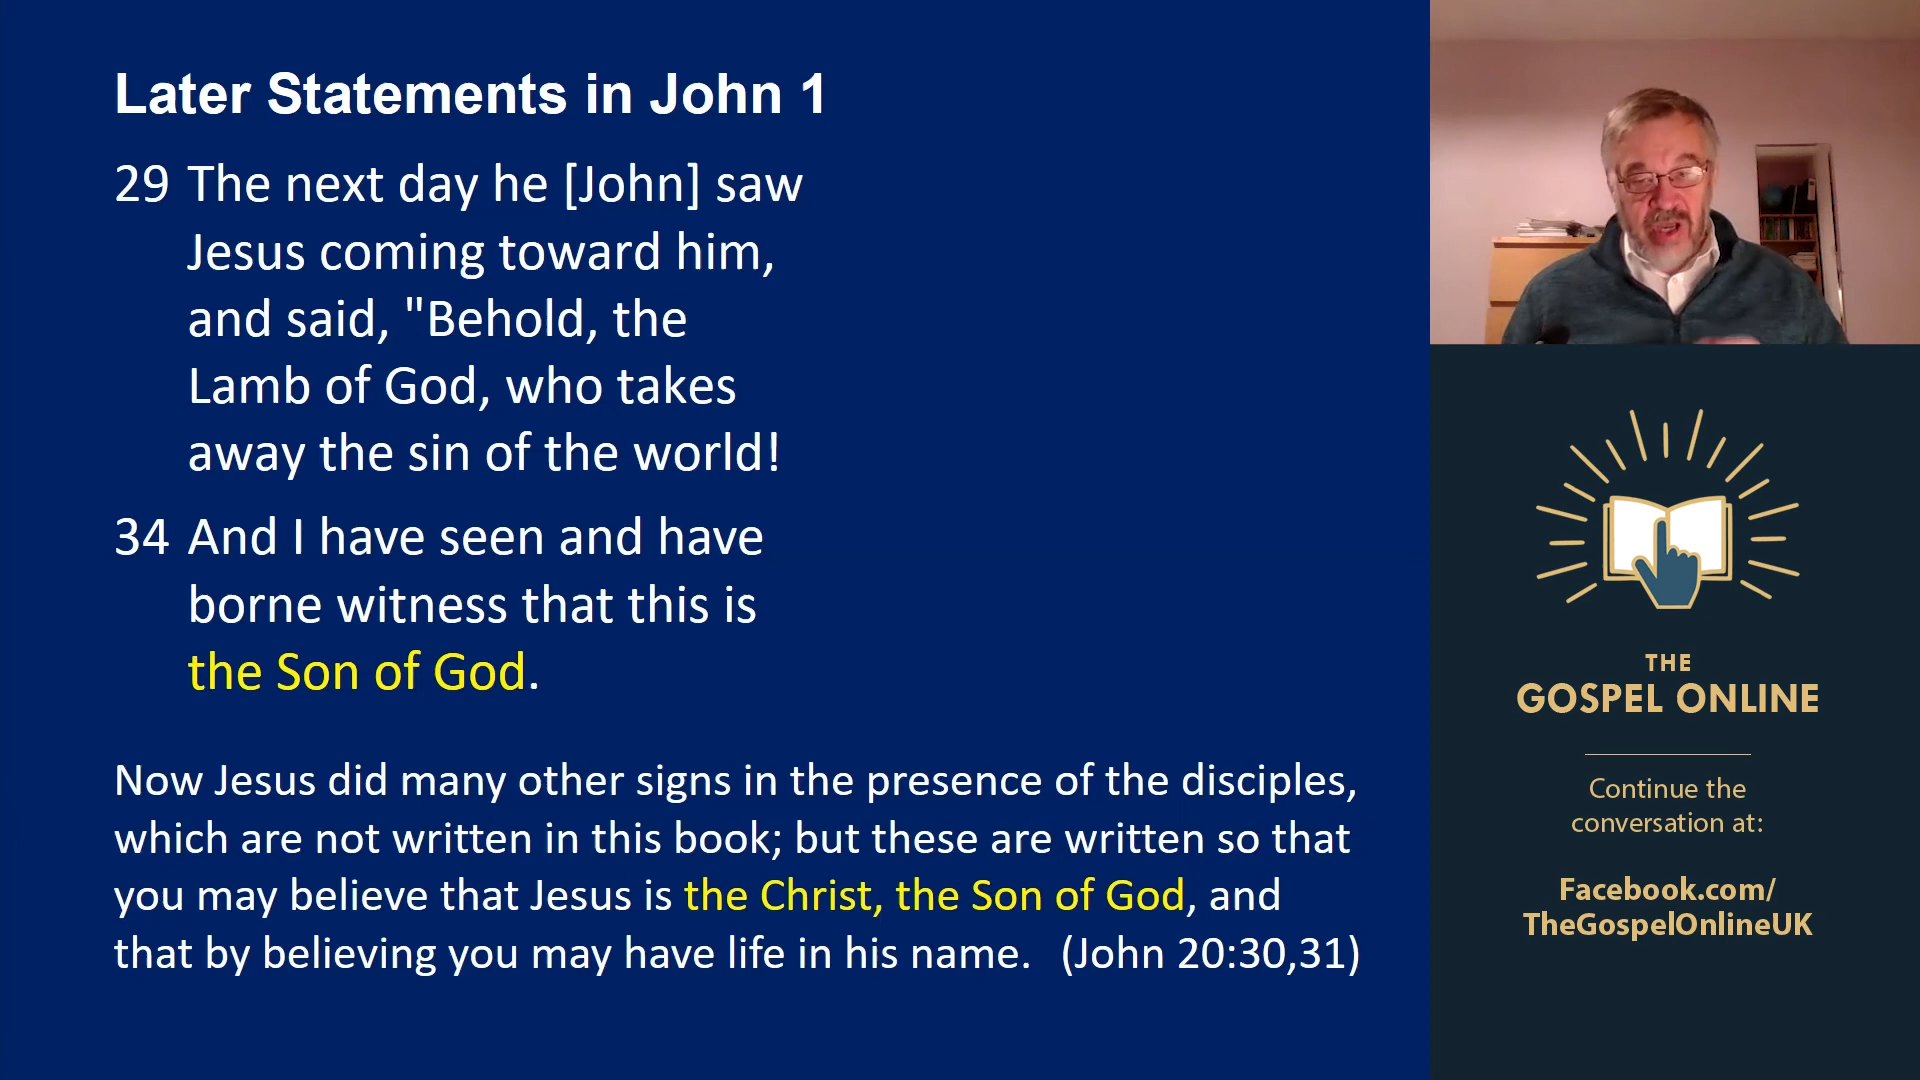 Later Statements in John 1
29 The next day he [John] saw
Jesus coming toward him,
and said, "Behold, the
Lamb of God, who takes
away the sin of the world!
34 And I have seen and have
borne witness that this is
the Son of God.
Now Jesus did many other signs in the presence of the disciples,
which are not written in this book; but these are written so that
you may believe that Jesus is the Christ, the Son of God, and
that by believing you may have life in his name. (John 20:30,31)
THE
GOSPEL ONLINE
Continue the
conversation at:
Facebook.com/
TheGospelOnlineUK